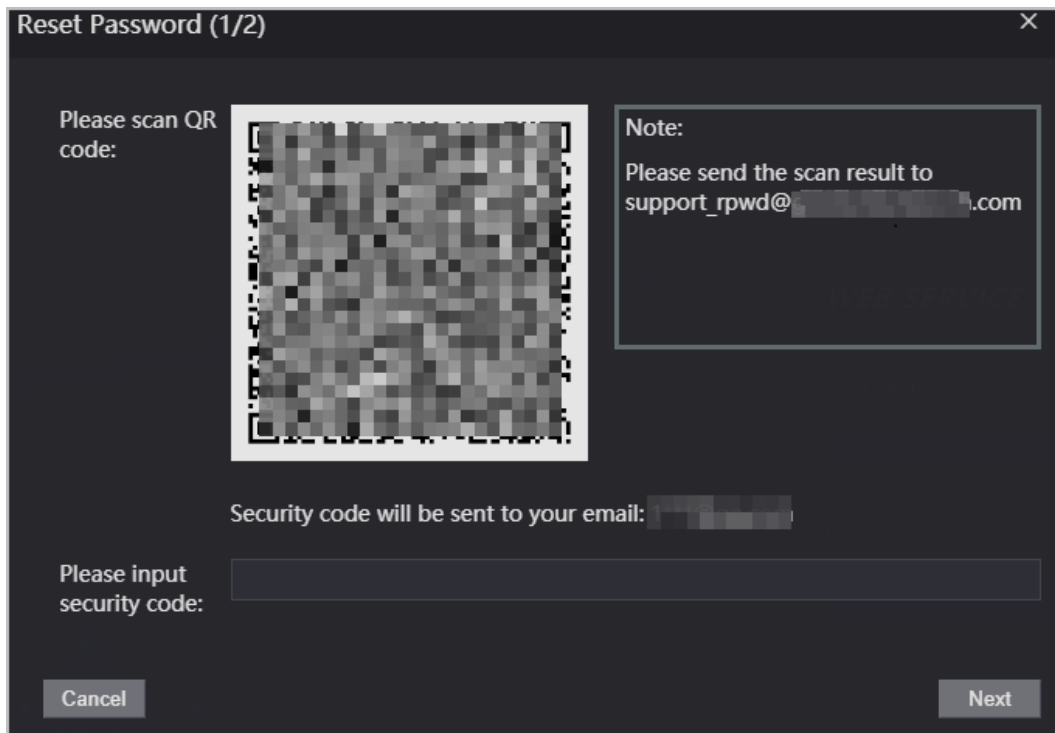 Reset Password (1/2)
Please scan QR
code:
Note:
Please send the scan result to
support_rpwd@ .com
Security code will be sent to your email:
Please input
security code:
Cancel
Next